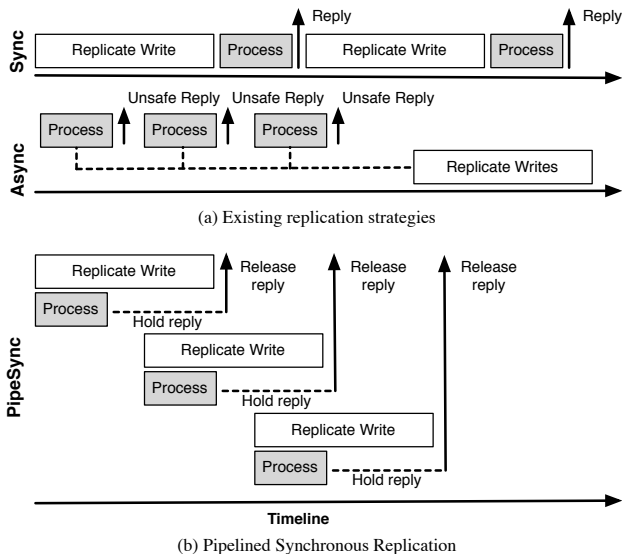 Reply
Reply
Sync
Replicate Write
Process
Replicate Write
Process
Unsafe Reply
Unsafe Reply
Unsafe Reply
Async
Process
Process
Process
Replicate Writes
(a) Existing replication strategies
PipeSync
Replicate Write
Release
reply
Release
reply
Release
reply
Process
Hold reply
Replicate Write
Process
Hold reply
Replicate Write
Process
Hold reply
Timeline
(b) Pipelined Synchronous Replication